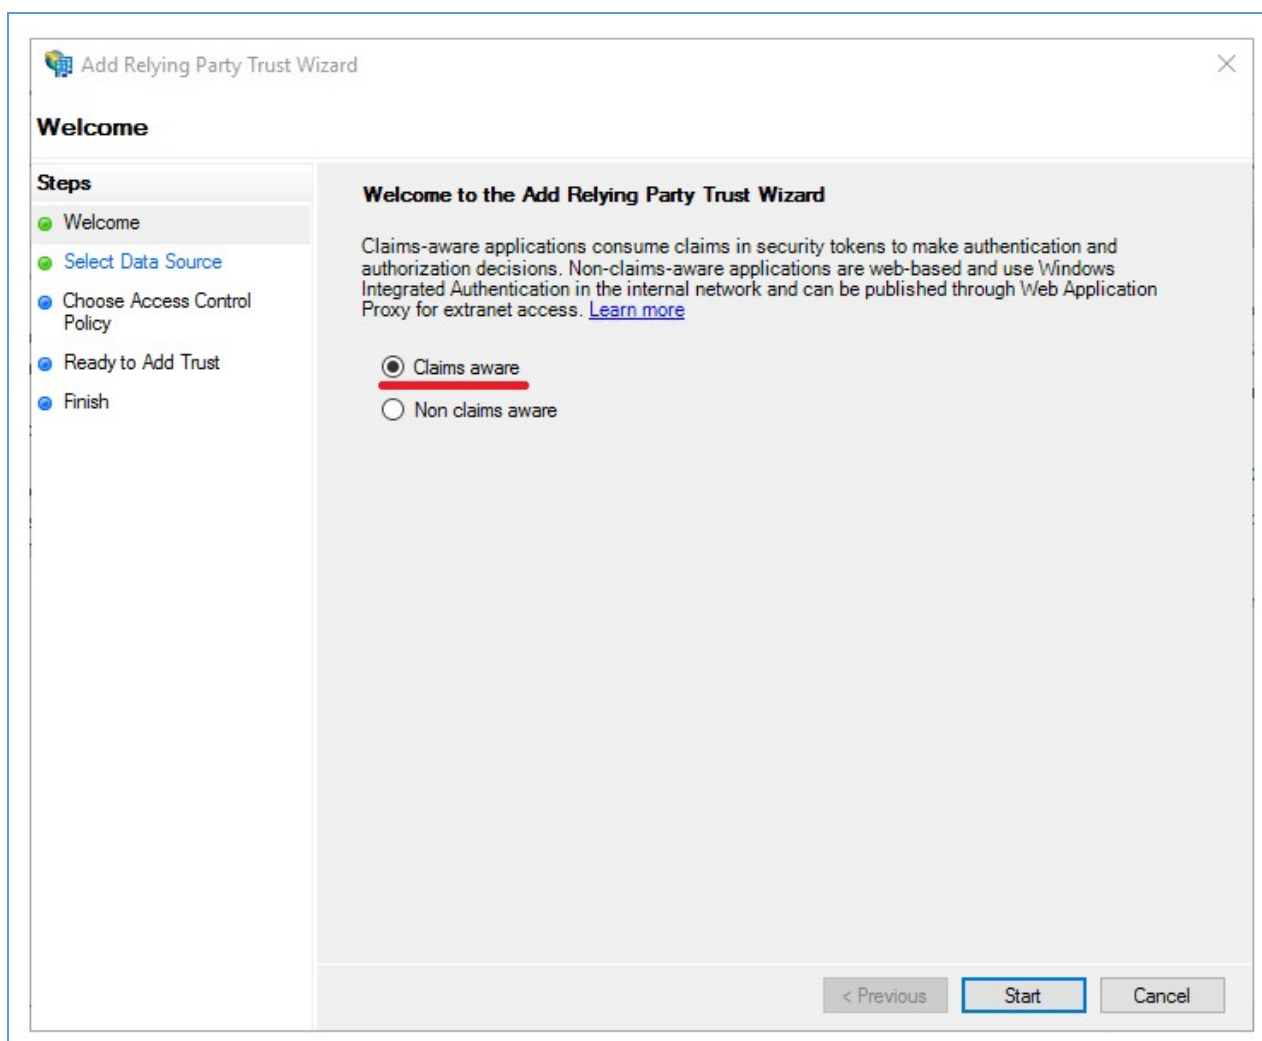 Add Relying Party Trust Wizard
Welcome
Steps
Welcome
Select Data Source
Choose Access Control
Policy
Ready to Add Trust
Finish
Welcome to the Add Relying Party Trust Wizard
Claims-aware applications consume claims in security tokens to make authentication and
authorization decisions. Non-claims-aware applications are web-based and use Windows
Integrated Authentication in the internal network and can be published through Web Application
Proxy for extranet access. Learn more
Claims aware
Non claims aware
< Previous
Start
Cancel